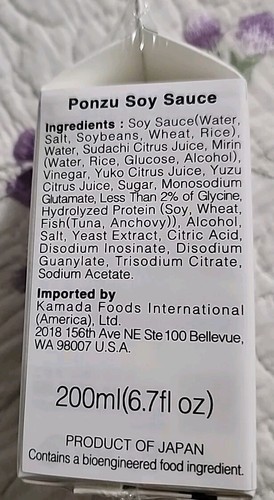 Ponzu Soy Sauce
Ingredients : Soy Sauce(Water,
Salt, Soybeans, Wheat, Rice),
Water, Sudachi Citrus Juice, Mirin
(Water, Rice, Glucose, Alcohol),
Vinegar, Yuko Citrus Juice, Yuzu
Citrus Juice, Sugar, Monosodium
Glutamate, Less Than 2% of Glycine,
Hydrolyzed Protein (Soy, Wheat,
Fish(Tuna, Anchovy)), Alcohol,
Salt, Yeast Extract, Citric Acid,
Disodium Inosinate, Disodium
Guanylate, Trisodium Citrate,
Sodium Acetate.
Imported by
Kamada Foods International
(America), Ltd.
2018 156th Ave NE Ste 100 Bellevue,
WA 98007 U.S.A.
200ml(6.7fl oz)
PRODUCT OF JAPAN
Contains a bioengineered food ingredient.